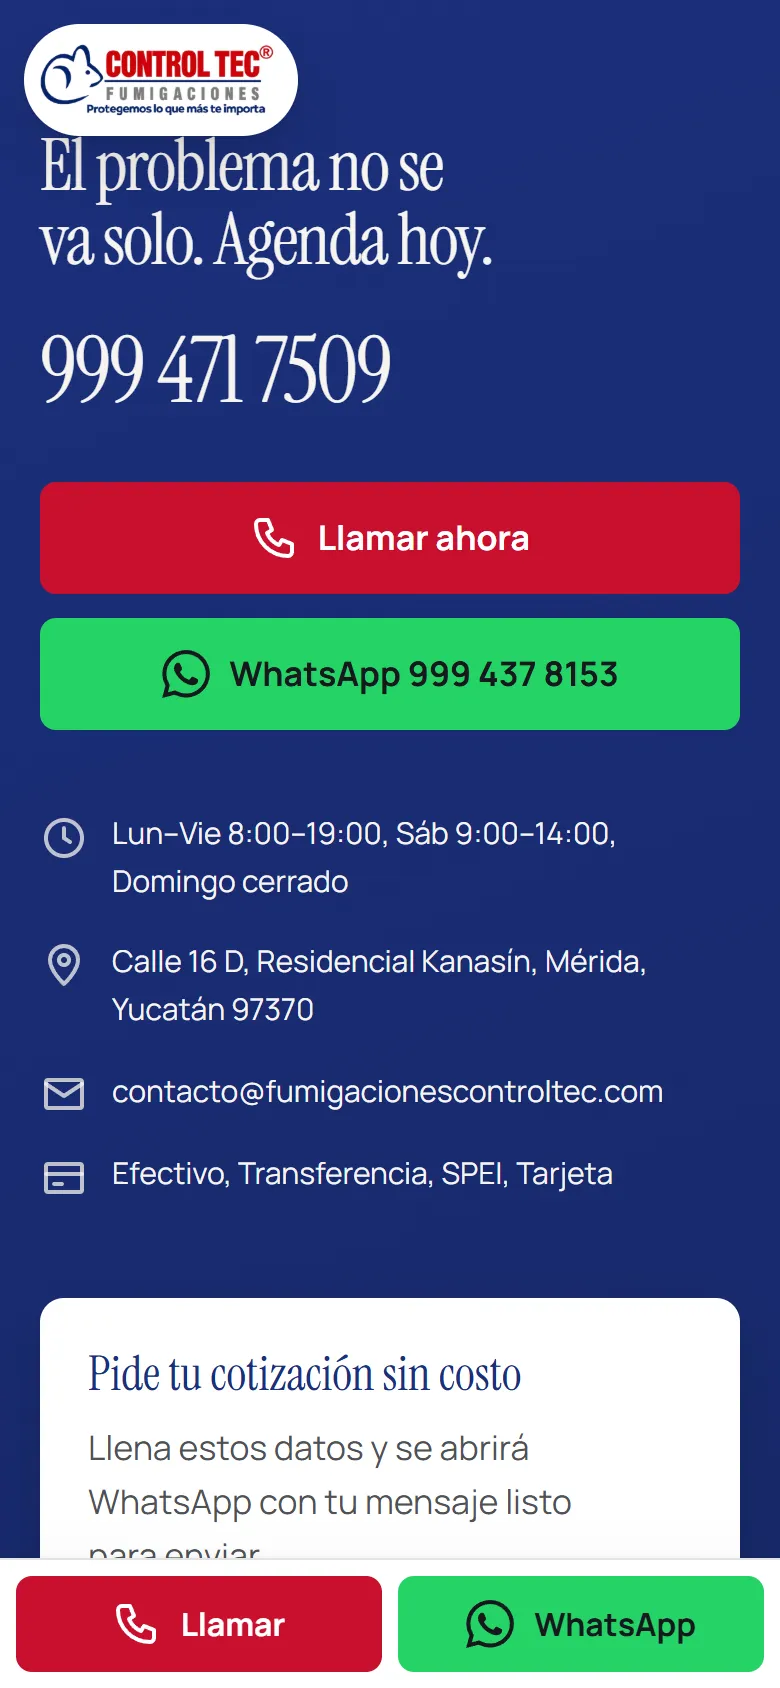 CONTROL TEC®
FUMIGACIONES
Protegemos lo que más te importa
El problema no se
va solo. Agenda hoy.
999 471 7509
Llamar ahora
WhatsApp 999 437 8153
Lun–Vie 8:00–19:00, Sáb 9:00–14:00,
Domingo cerrado
Calle 16 D, Residencial Kanasín, Mérida,
Yucatán 97370
contacto@fumigacionescontroltec.com
Efectivo, Transferencia, SPEI, Tarjeta
Pide tu cotización sin costo
Llena estos datos y se abrirá
WhatsApp con tu mensaje listo
para enviar
Llamar
WhatsApp